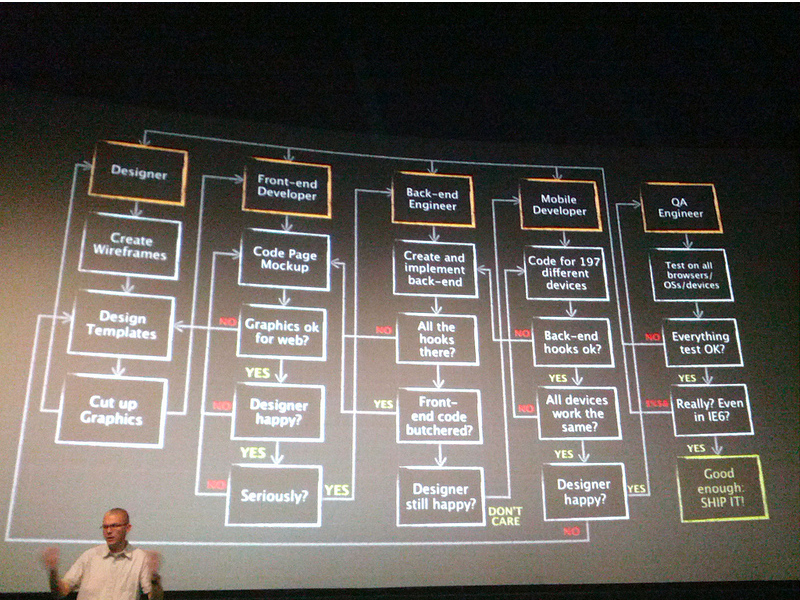 Designer
Create
Wireframes
Design
Templates
Cut up
Graphics
Front-end
Developer
Code Page
Mockup
NO
Graphics ok
for web?
YES
NO
Designer
happy?
YES
NO
Seriously?
YES
Back-end
Engineer
Create and
implement
back-end
NO
All the
hooks
there?
YES
Front-
end code
butchered?
Designer
still happy?
DON'T
CARE
Mobile
Developer
Code for 197
different
devices
NO
Back-end
hooks ok?
YES
NO
All devices
work the
same?
YES
Designer
happy?
YES
NO
QA
Engineer
Test on all
browsers/
OSs/devices
NO
Everything
test OK?
YES
Really? Even
in IE6?
YES
Good
enough:
SHIP IT!